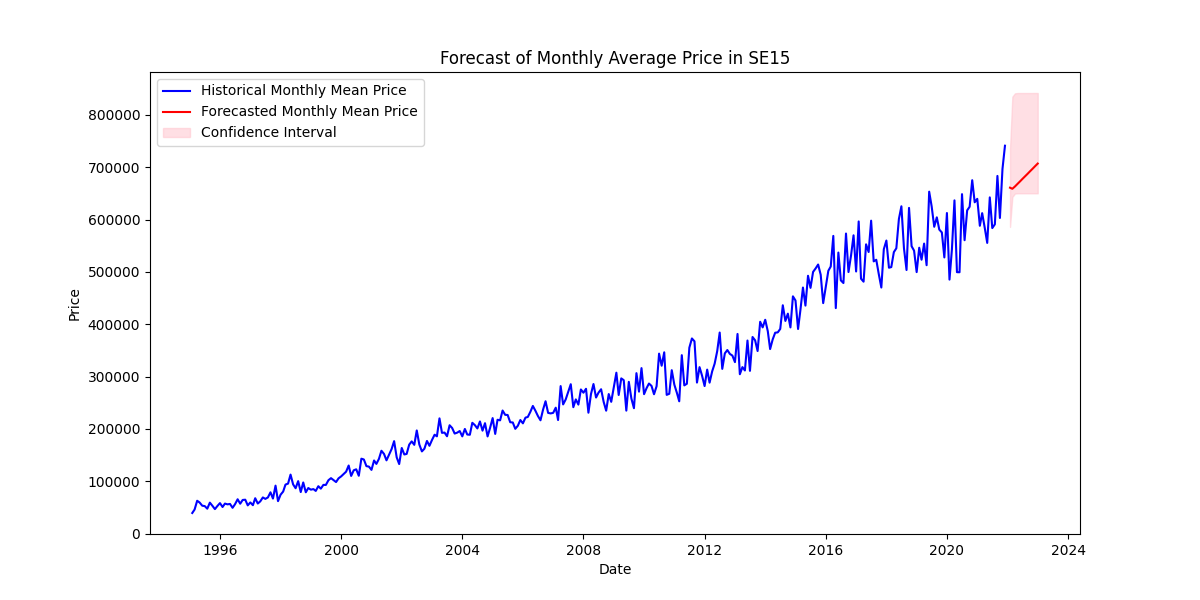 Forecast of Monthly Average Price in SE15
Historical Monthly Mean Price
Forecasted Monthly Mean Price
Confidence Interval
800000
700000
600000
500000
400000
300000
200000
100000
0
Price
1996 2000 2004 2008 2012 2016 2020 2024
Date